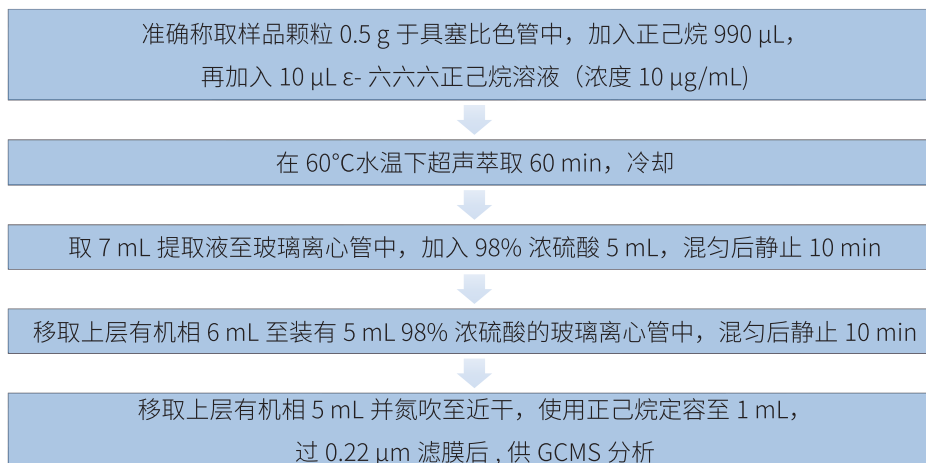 准确称取样品颗粒 0.5 g 于具塞比色管中，加入正己烷 990 μL，
再加入 10 μL ε- 六六六正己烷溶液（浓度 10 μg/mL)
在 60℃水温下超声萃取 60 min，冷却
取 7 mL 提取液至玻璃离心管中，加入 98% 浓硫酸 5 mL，混匀后静止 10 min
移取上层有机相 6 mL 至装有 5 mL 98% 浓硫酸的玻璃离心管中，混匀后静止 10 min
移取上层有机相 5 mL 并氮吹至近干，使用正己烷定容至 1 mL，
过 0.22 μm 滤膜后 , 供 GCMS 分析